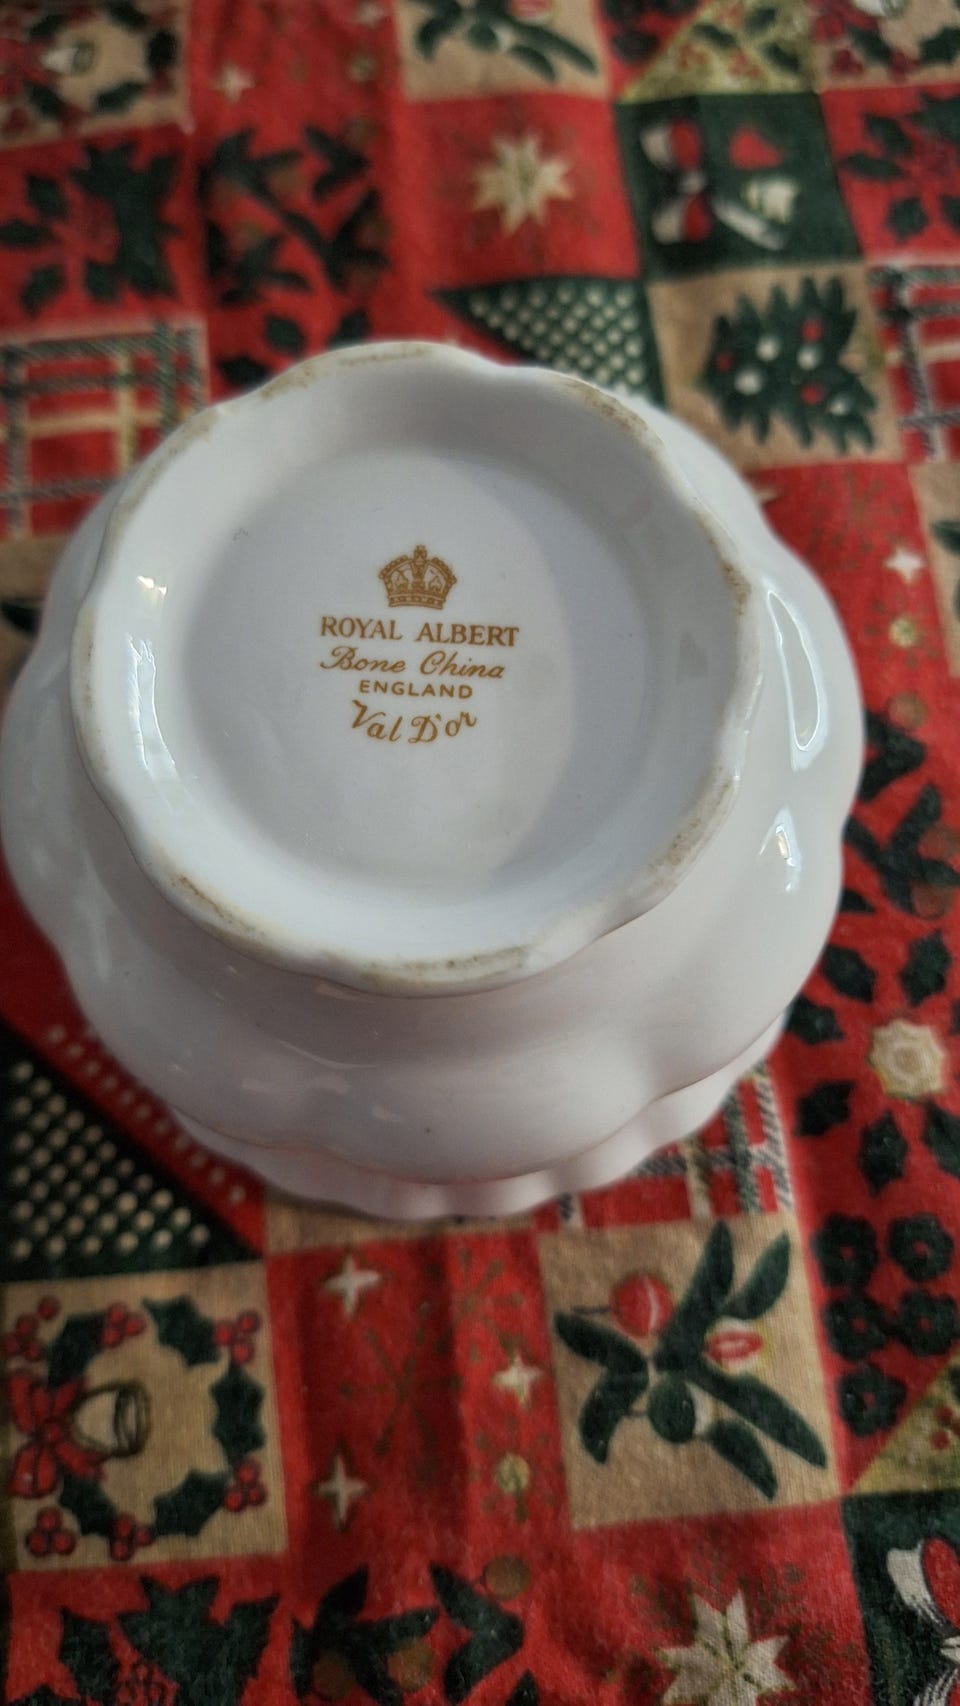 ROYAL ALBERT
Bone China
ENGLAND
Val D'or